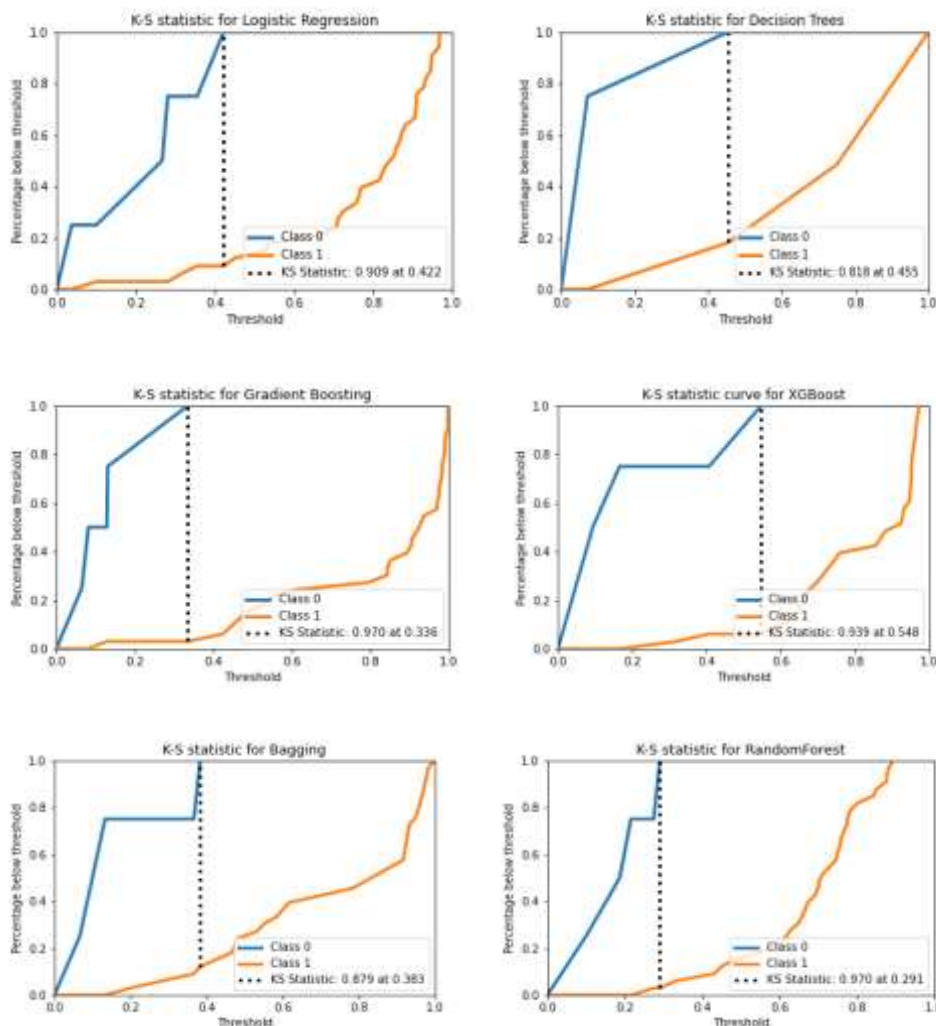 K-S statistic for Logistic Regression
1.0
0.8
0.6
0.4
0.2
0.0
Percentage below threshold
Class 0
Class 1
KS Statistic: 0.909 at 0.422
0.0 0.2 0.4 0.6 0.8 1.0
Threshold
K-S statistic for Decision Trees
1.0
0.8
0.6
0.4
0.2
0.0
Percentage below threshold
Class 0
Class 1
KS Statistic: 0.818 at 0.455
0.0 0.2 0.4 0.6 0.8 1.0
Threshold
K-S statistic for Gradient Boosting
1.0
0.8
0.6
0.4
0.2
0.0
Percentage below threshold
Class 0
Class 1
KS Statistic: 0.970 at 0.336
0.0 0.2 0.4 0.6 0.8 1.0
Threshold
K-S statistic curve for XGBoost
1.0
0.8
0.6
0.4
0.2
0.0
Percentage below threshold
Class 0
Class 1
KS Statistic: 0.939 at 0.548
0.0 0.2 0.4 0.6 0.8 1.0
Threshold
K-S statistic for Bagging
1.0
0.8
0.6
0.4
0.2
0.0
Percentage below threshold
Class 0
Class 1
KS Statistic: 0.879 at 0.383
0.0 0.2 0.4 0.6 0.8 1.0
Threshold
K-S statistic for RandomForest
1.0
0.8
0.6
0.4
0.2
0.0
Percentage below threshold
Class 0
Class 1
KS Statistic: 0.970 at 0.291
0.0 0.2 0.4 0.6 0.8 1.0
Threshold